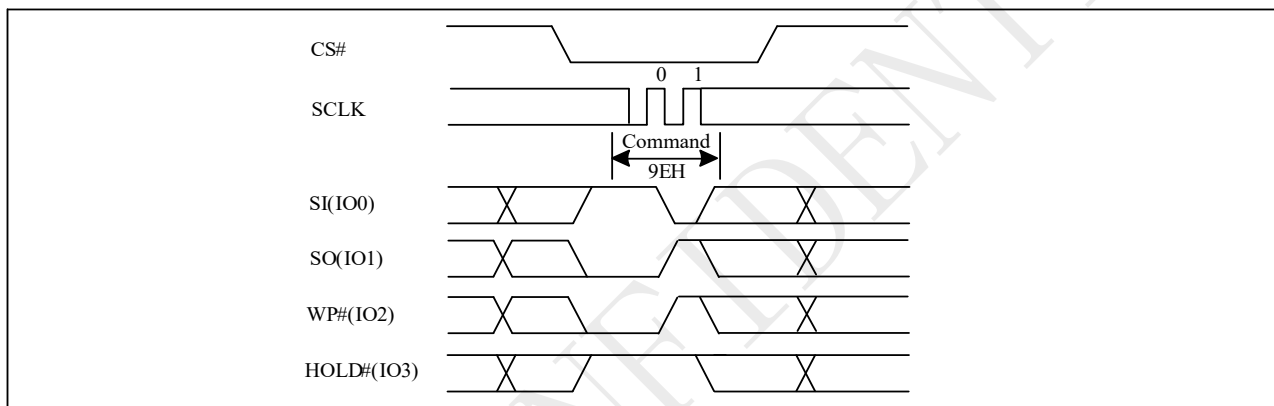 CS#
0 1
SCLK
Command
9EH
SI(IO0)
SO(IO1)
WP#(IO2)
HOLD#(IO3)